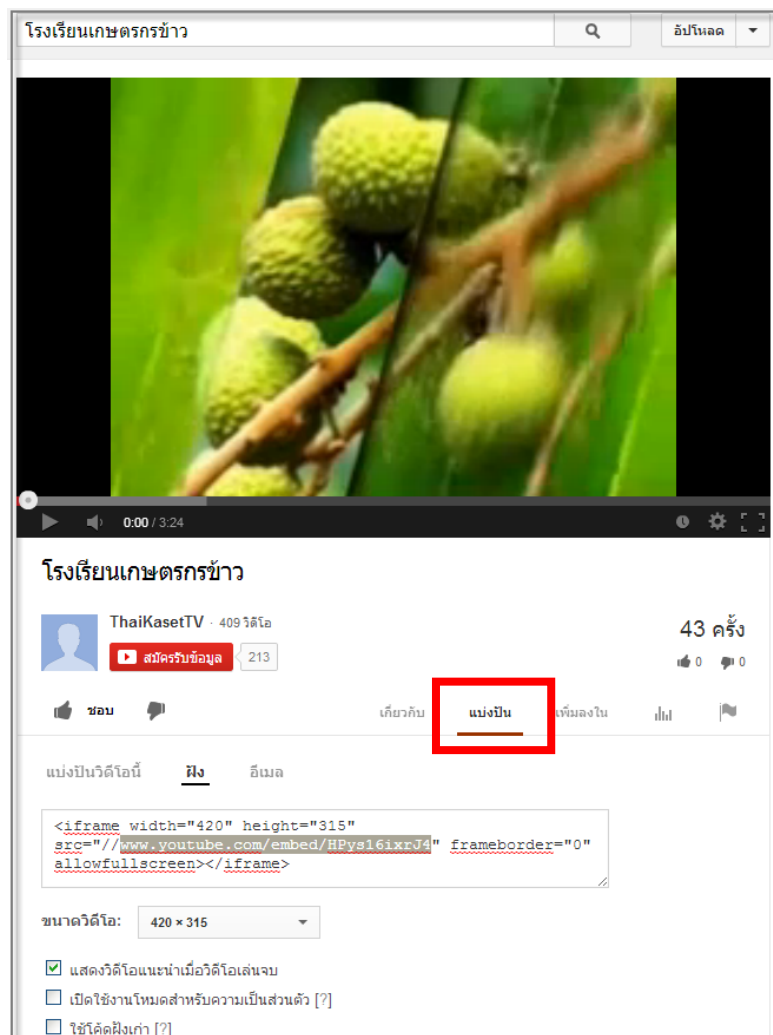 โรงเรียนเกษตรกรข้าว
อัปโหลด
0:00 / 3:24
โรงเรียนเกษตรกรข้าว
ThaiKasetTV · 409 วิดีโอ
สมัครรับข้อมูล 213
43 ครั้ง
0 0
ชอบ
เกี่ยวกับ แบ่งปัน เพิ่มลงใน
แบ่งปันวิดีโอนี้ ฝัง อีเมล
<iframe width="420" height="315"
src="//www.youtube.com/embed/HPys16ixrJ4" frameborder="0"
allowfullscreen></iframe>
ขนาดวิดีโอ: 420 × 315
แสดงวิดีโอแนะนำเมื่อวิดีโอเล่นจบ
เปิดใช้งานโหมดสำหรับความเป็นส่วนตัว [?]
ใช้โค้ดฝังเก่า [?]